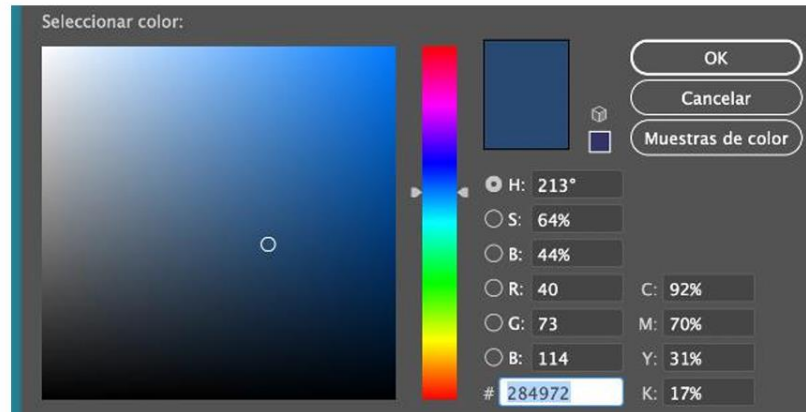 Seleccionar color:
OK
Cancelar
Muestras de color
H: 213°
S: 64%
B: 44%
R: 40
C: 92%
G: 73
M: 70%
B: 114
Y: 31%
# 284972
K: 17%